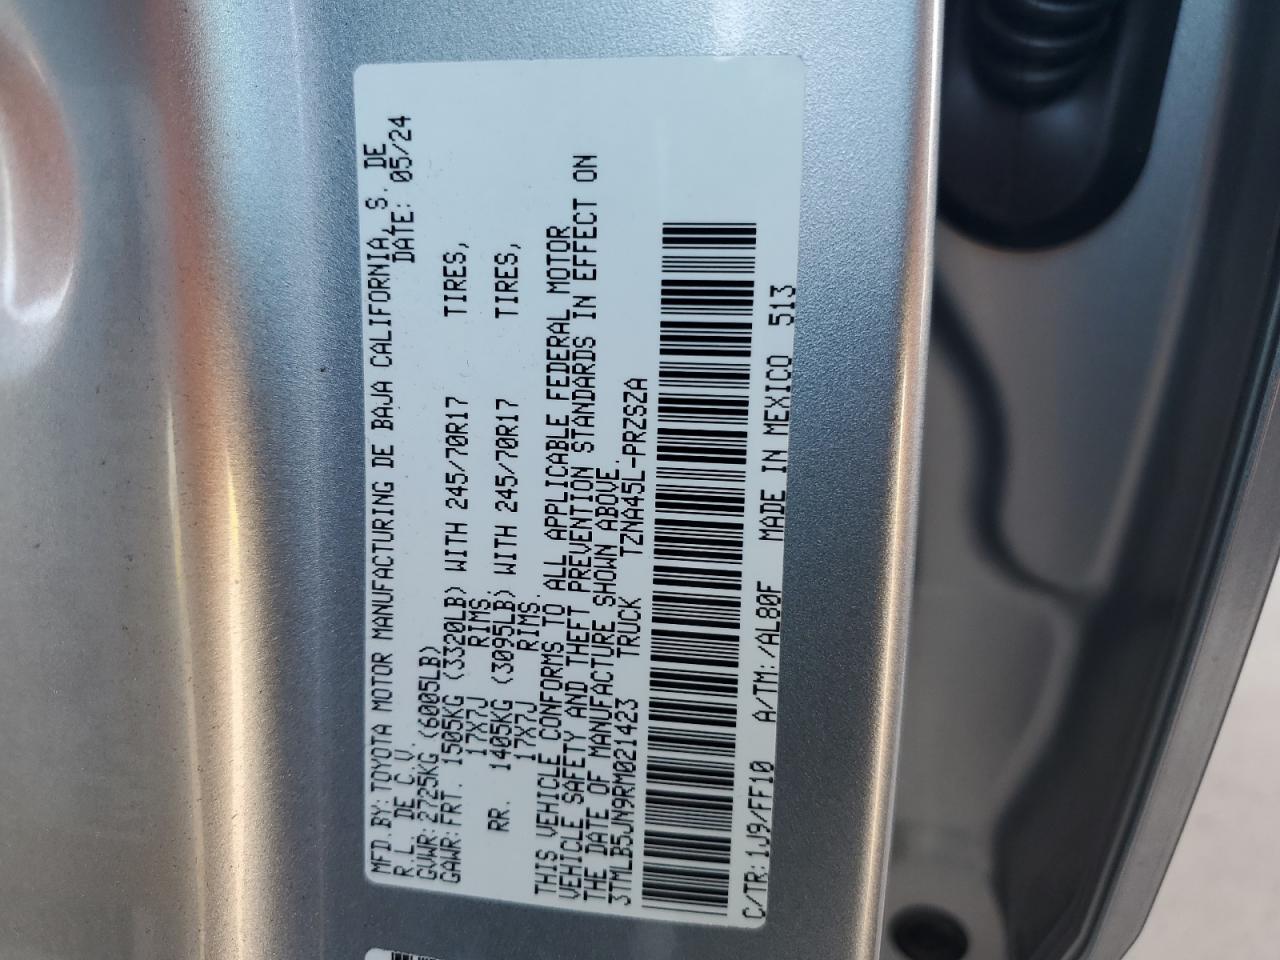 MFD.BY:TOYOTA MOTOR MANUFACTURING DE BAJA CALIFORNIA, S. DE
R.L. DE C.V. DATE: 05/24
GVWR:2725KG (6005LB)
GAWR:FRT. 1505KG (3320LB) WITH 245/70R17 TIRES,
17X7J RIMS.
RR. 1405KG (3095LB) WITH 245/70R17 TIRES,
17X7J RIMS.
THIS VEHICLE CONFORMS TO ALL APPLICABLE FEDERAL MOTOR
VEHICLE SAFETY AND THEFT PREVENTION STANDARDS IN EFFECT ON
THE DATE OF MANUFACTURE SHOWN ABOVE.
3TMLB5JN9RM021423 TRUCK TZNA45L-PRZSZA
C/TR:1J9/FF10 A/TM:/AL80F MADE IN MEXICO 513